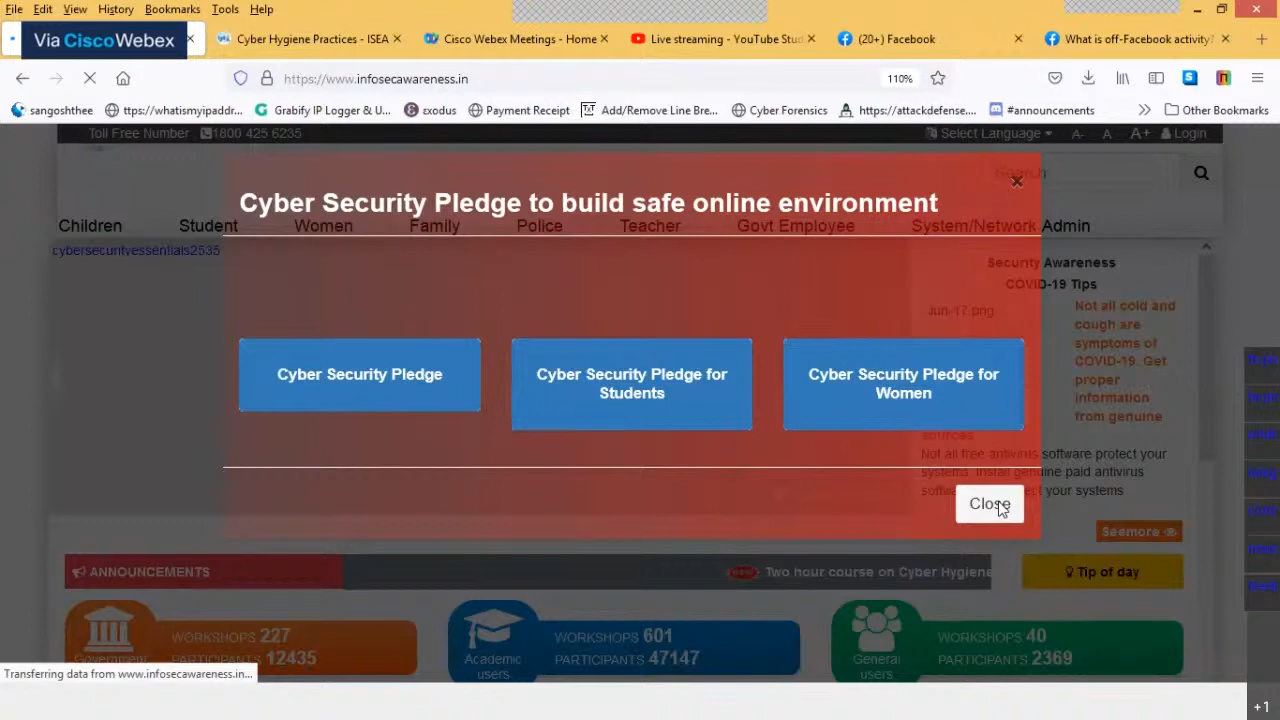 File Edit View History Bookmarks Tools Help
Via Cisco Webex
Cyber Hygiene Practices - ISEA
Cisco Webex Meetings - Home
Live streaming - YouTube Stud
(20+) Facebook
What is off-Facebook activity?
https://www.infosecawareness.in
110%
sangosthee
ttps://whatismyipaddr...
Grabify IP Logger & U...
εxodus
Payment Receipt
Add/Remove Line Bre...
Cyber Forensics
https://attackdefense....
#announcements
Other Bookmarks
Toll Free Number 1800 425 6235
Select Language A- A A+ Login
Search
Cyber Security Pledge to build safe online environment
Children Student Women Family Police Teacher Govt Employee System/Network Admin
cybersecurityessentials2535
Security Awareness
COVID-19 Tips
Jun-17.png
Not all cold and
cough are
symptoms of
COVID-19. Get
proper
information
from genuine
sources
Cyber Security Pledge
Cyber Security Pledge for
Students
Cyber Security Pledge for
Women
Not all free antivirus software protect your
systems. Install genuine paid antivirus
your systems
Close
Seemore
ANNOUNCEMENTS
Two hour course on Cyber Hygiene
Tip of day
WORKSHOPS 227
PARTICIPANTS 12435
Government
WORKSHOPS 601
PARTICIPANTS 47147
Academic
users
WORKSHOPS 40
PARTICIPANTS 2369
General
users
Transferring data from www.infosecawareness.in...
+1